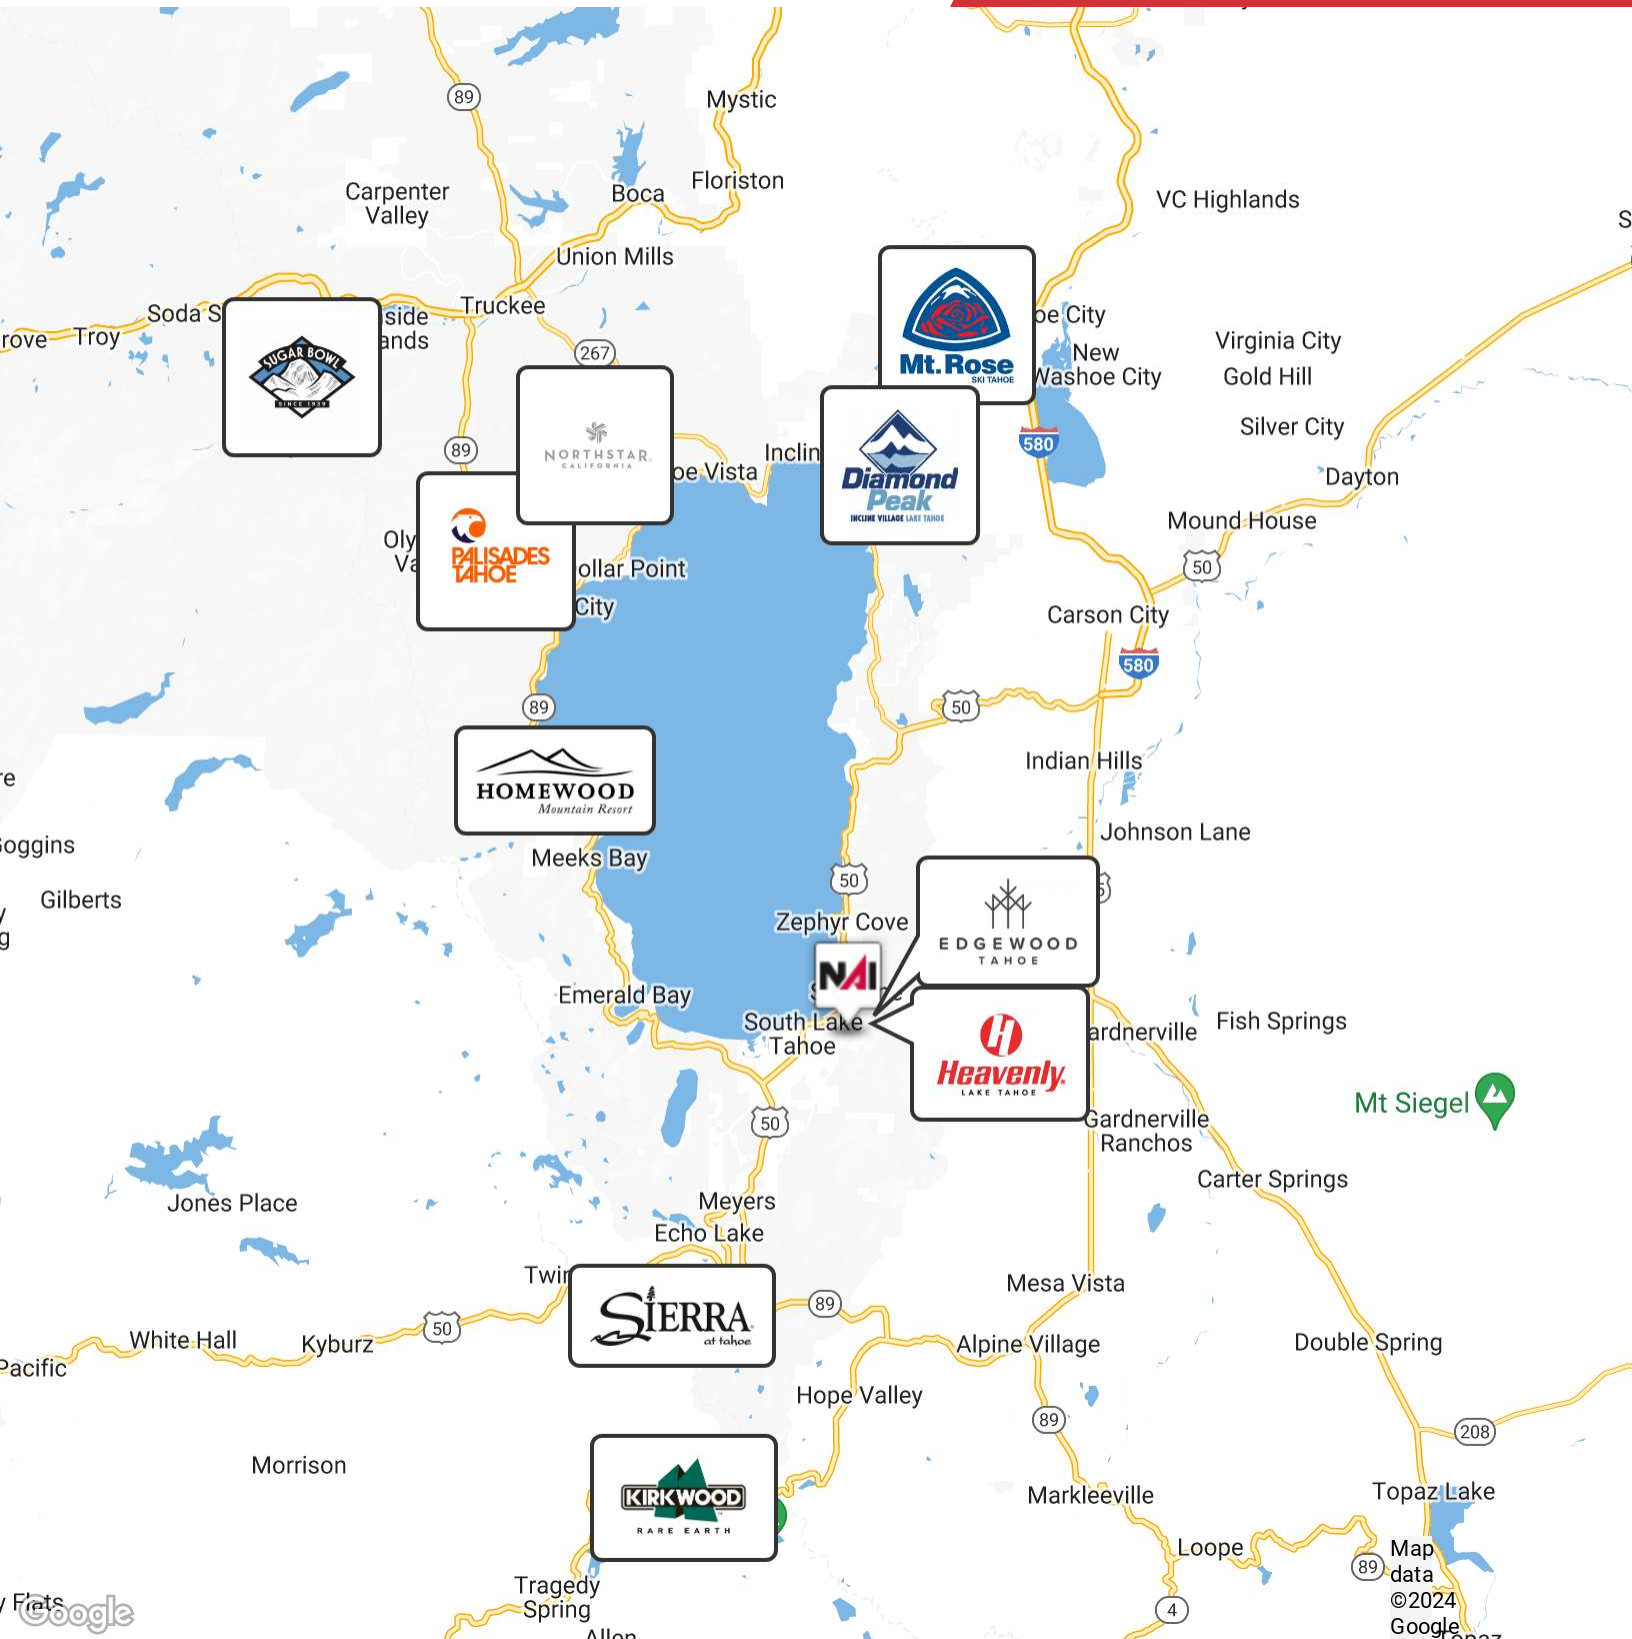 89
Mystic
Floriston
Carpenter
Valley
Boca
VC Highlands
Union Mills
Truckee
Soda S
side
ands
rove
Troy
SUGAR BOWL
SINCE 1939
267
Mt. Rose
SKI TAHOE
oe City
New
Washoe City
Virginia City
Gold Hill
Silver City
Dayton
580
89
NORTHSTAR
CALIFORNIA
oe Vista
Inclin
Diamond
Peak
INCLINE VILLAGE LAKE TAHOE
Mound House
50
Oly
Va
PALISADES
TAHOE
ollar Point
City
Carson City
580
89
50
Indian Hills
HOMEWOOD
Mountain Resort
re
oggins
Gilberts
y
g
Johnson Lane
Meeks Bay
50
Zephyr Cove
EDGEWOOD
TAHOE
NAI
Emerald Bay
South Lake
Tahoe
Heavenly
LAKE TAHOE
ardnerville
Fish Springs
Mt Siegel
Gardnerville
Ranchos
50
Carter Springs
Jones Place
Meyers
Echo Lake
Twin
SIERRA
at tahoe
89
Mesa Vista
50
White Hall
Kyburz
Pacific
Alpine Village
Double Spring
Hope Valley
89
208
Morrison
KIRKWOOD
RARE EARTH
Markleeville
Topaz Lake
Loope
89
Map
data
©2024
Google
Tragedy
Spring
4
y Flats
Google
Allen
Topaz